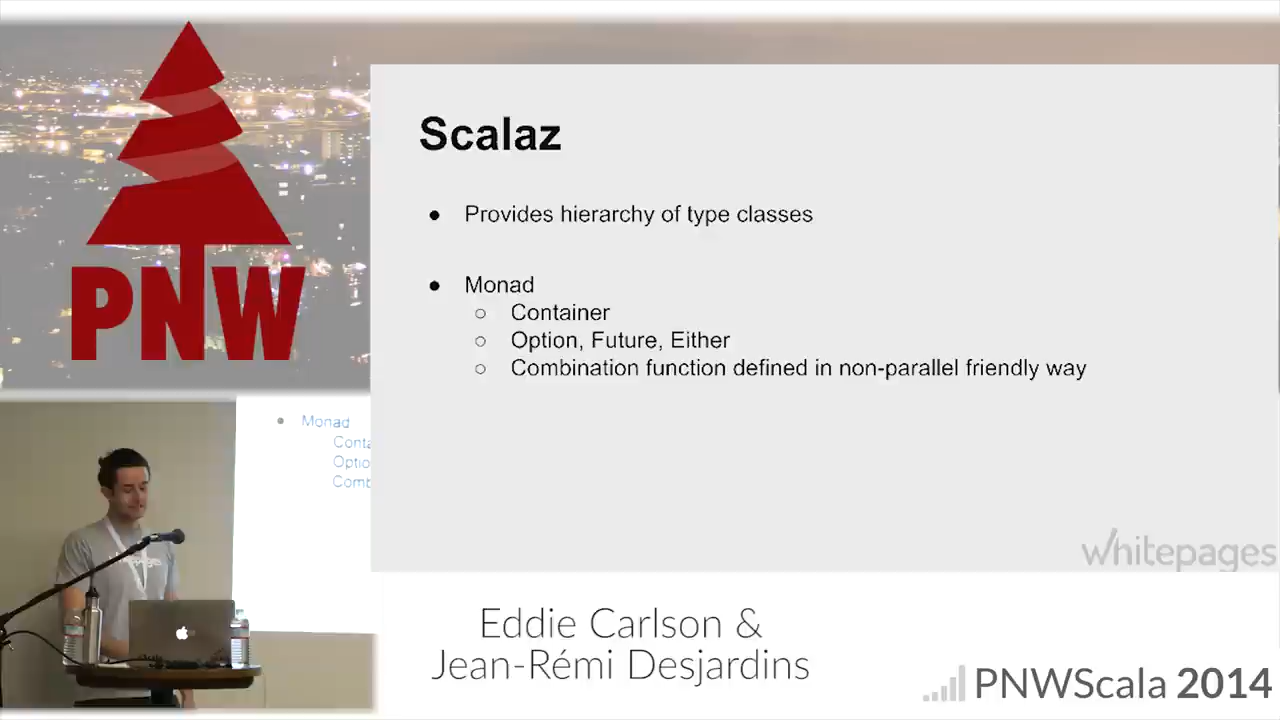 PNW
Scalaz
● Provides hierarchy of type classes
● Monad
○ Container
○ Option, Future, Either
○ Combination function defined in non-parallel friendly way
whitepages
● Monad
Conta
Optio
Comb
Eddie Carlson &
Jean-Rémi Desjardins
PNWScala 2014